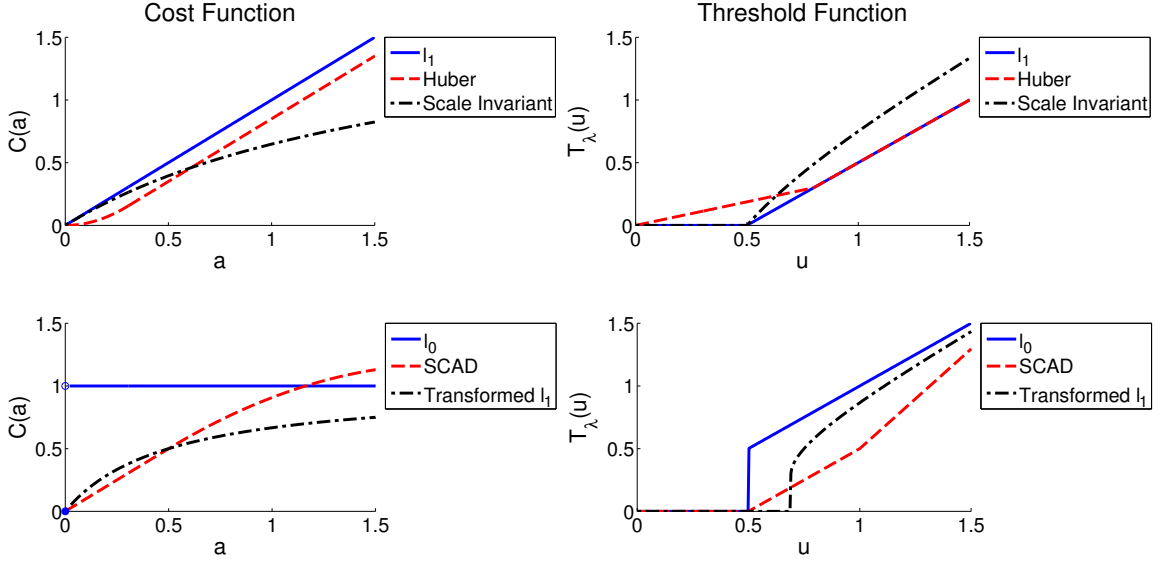 Cost Function
Threshold Function
1.5
1
0.5
0
C(a)
0
0.5
1
1.5
a
l1
Huber
Scale Invariant
1.5
1
0.5
0
Tλ(u)
0
0.5
1
1.5
u
l1
Huber
Scale Invariant
1.5
1
0.5
0
C(a)
0
0.5
1
1.5
a
l0
SCAD
Transformed l1
1.5
1
0.5
0
Tλ(u)
0
0.5
1
1.5
u
l0
SCAD
Transformed l1